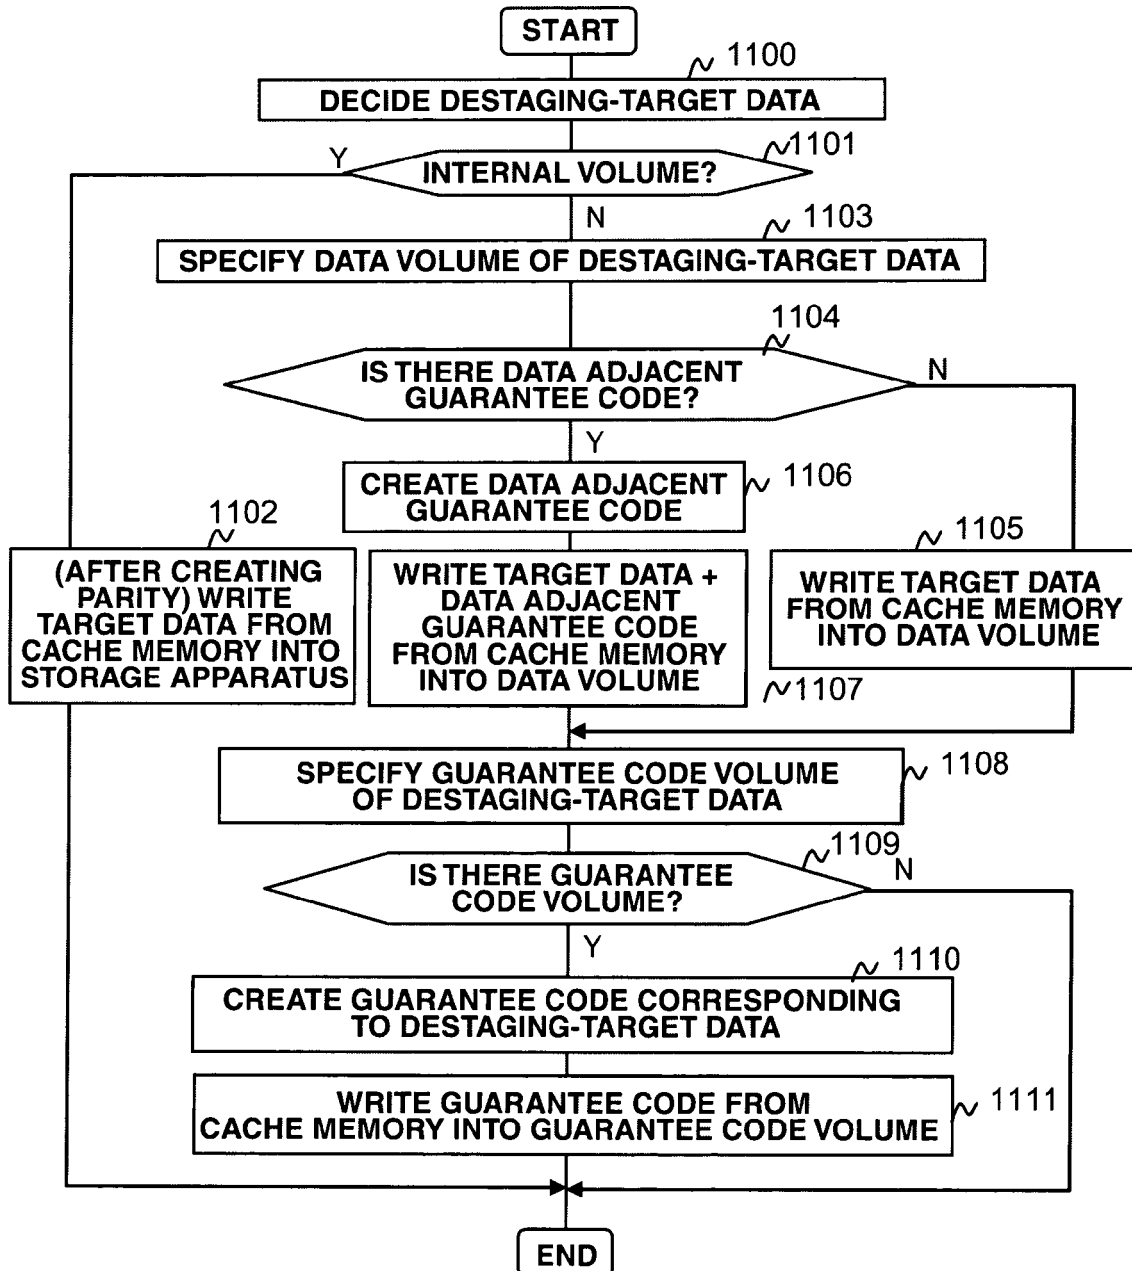 START
1100
DECIDE DESTAGING-TARGET DATA
1101
Y
INTERNAL VOLUME?
N
1103
SPECIFY DATA VOLUME OF DESTAGING-TARGET DATA
1104
IS THERE DATA ADJACENT
GUARANTEE CODE?
N
Y
CREATE DATA ADJACENT
GUARANTEE CODE
1106
1102
(AFTER CREATING
PARITY) WRITE
TARGET DATA FROM
CACHE MEMORY INTO
STORAGE APPARATUS
WRITE TARGET DATA +
DATA ADJACENT
GUARANTEE CODE
FROM CACHE MEMORY
INTO DATA VOLUME
1107
1105
WRITE TARGET DATA
FROM CACHE MEMORY
INTO DATA VOLUME
SPECIFY GUARANTEE CODE VOLUME
OF DESTAGING-TARGET DATA
1108
1109
IS THERE GUARANTEE
CODE VOLUME?
N
Y
1110
CREATE GUARANTEE CODE CORRESPONDING
TO DESTAGING-TARGET DATA
WRITE GUARANTEE CODE FROM
CACHE MEMORY INTO GUARANTEE CODE VOLUME
1111
END